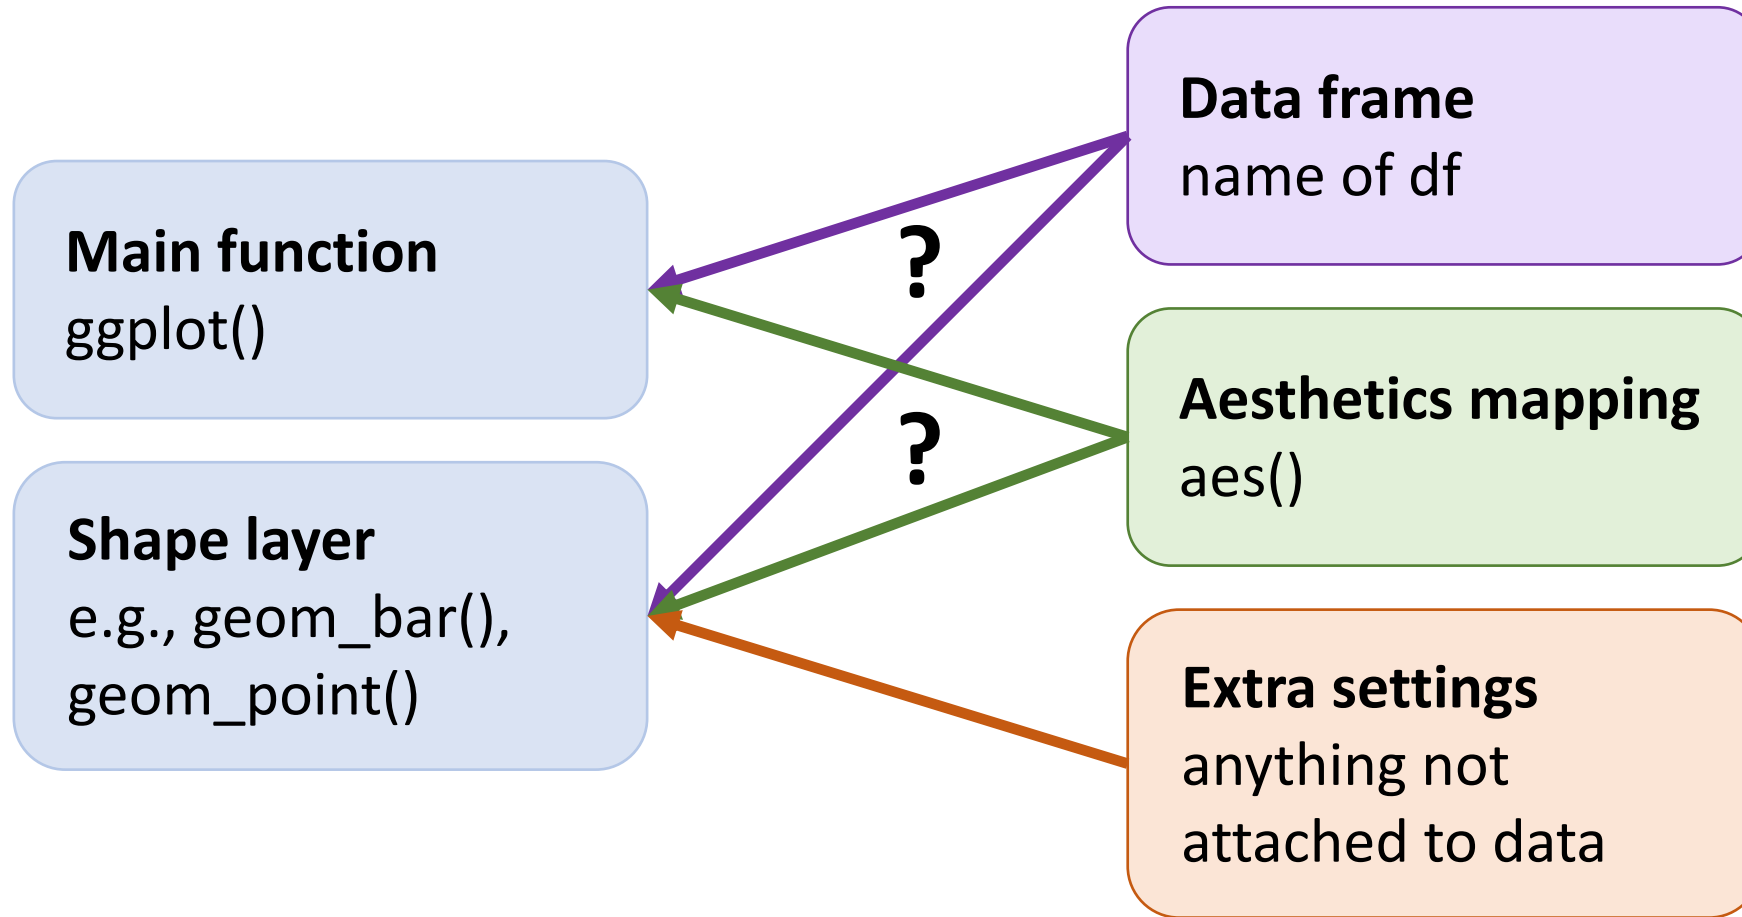 Main function
ggplot()
Shape layer
e.g., geom_bar(),
geom_point()
?
?
Data frame
name of df
Aesthetics mapping
aes()
Extra settings
anything not
attached to data